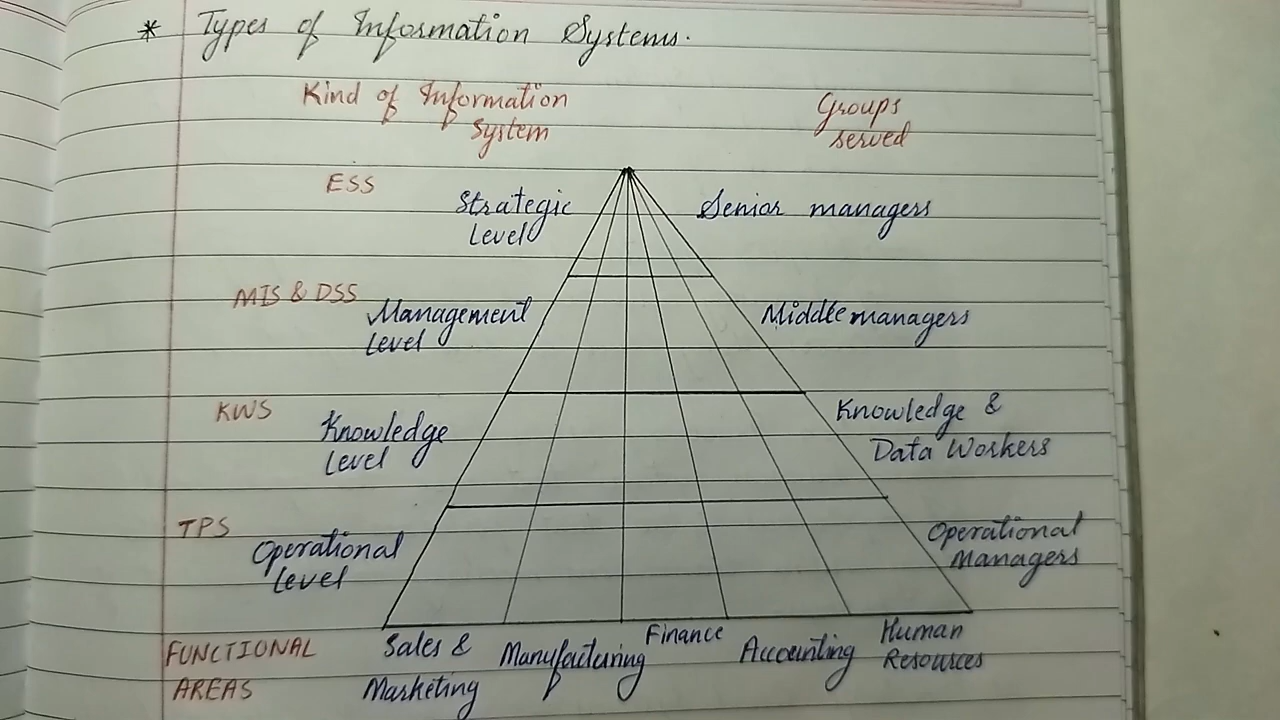 * Types of Information Systems.
Kind of Information
System
Groups
served
ESS
Strategic
Level
Senior managers
MIS & DSS
Management
Level
Middle managers
KWS
Knowledge
Level
Knowledge &
Data Workers
TPS
Operational
Level
Operational
Managers
FUNCTIONAL
AREAS
Sales &
Marketing
Manufacturing
Finance
Accounting
Human
Resources